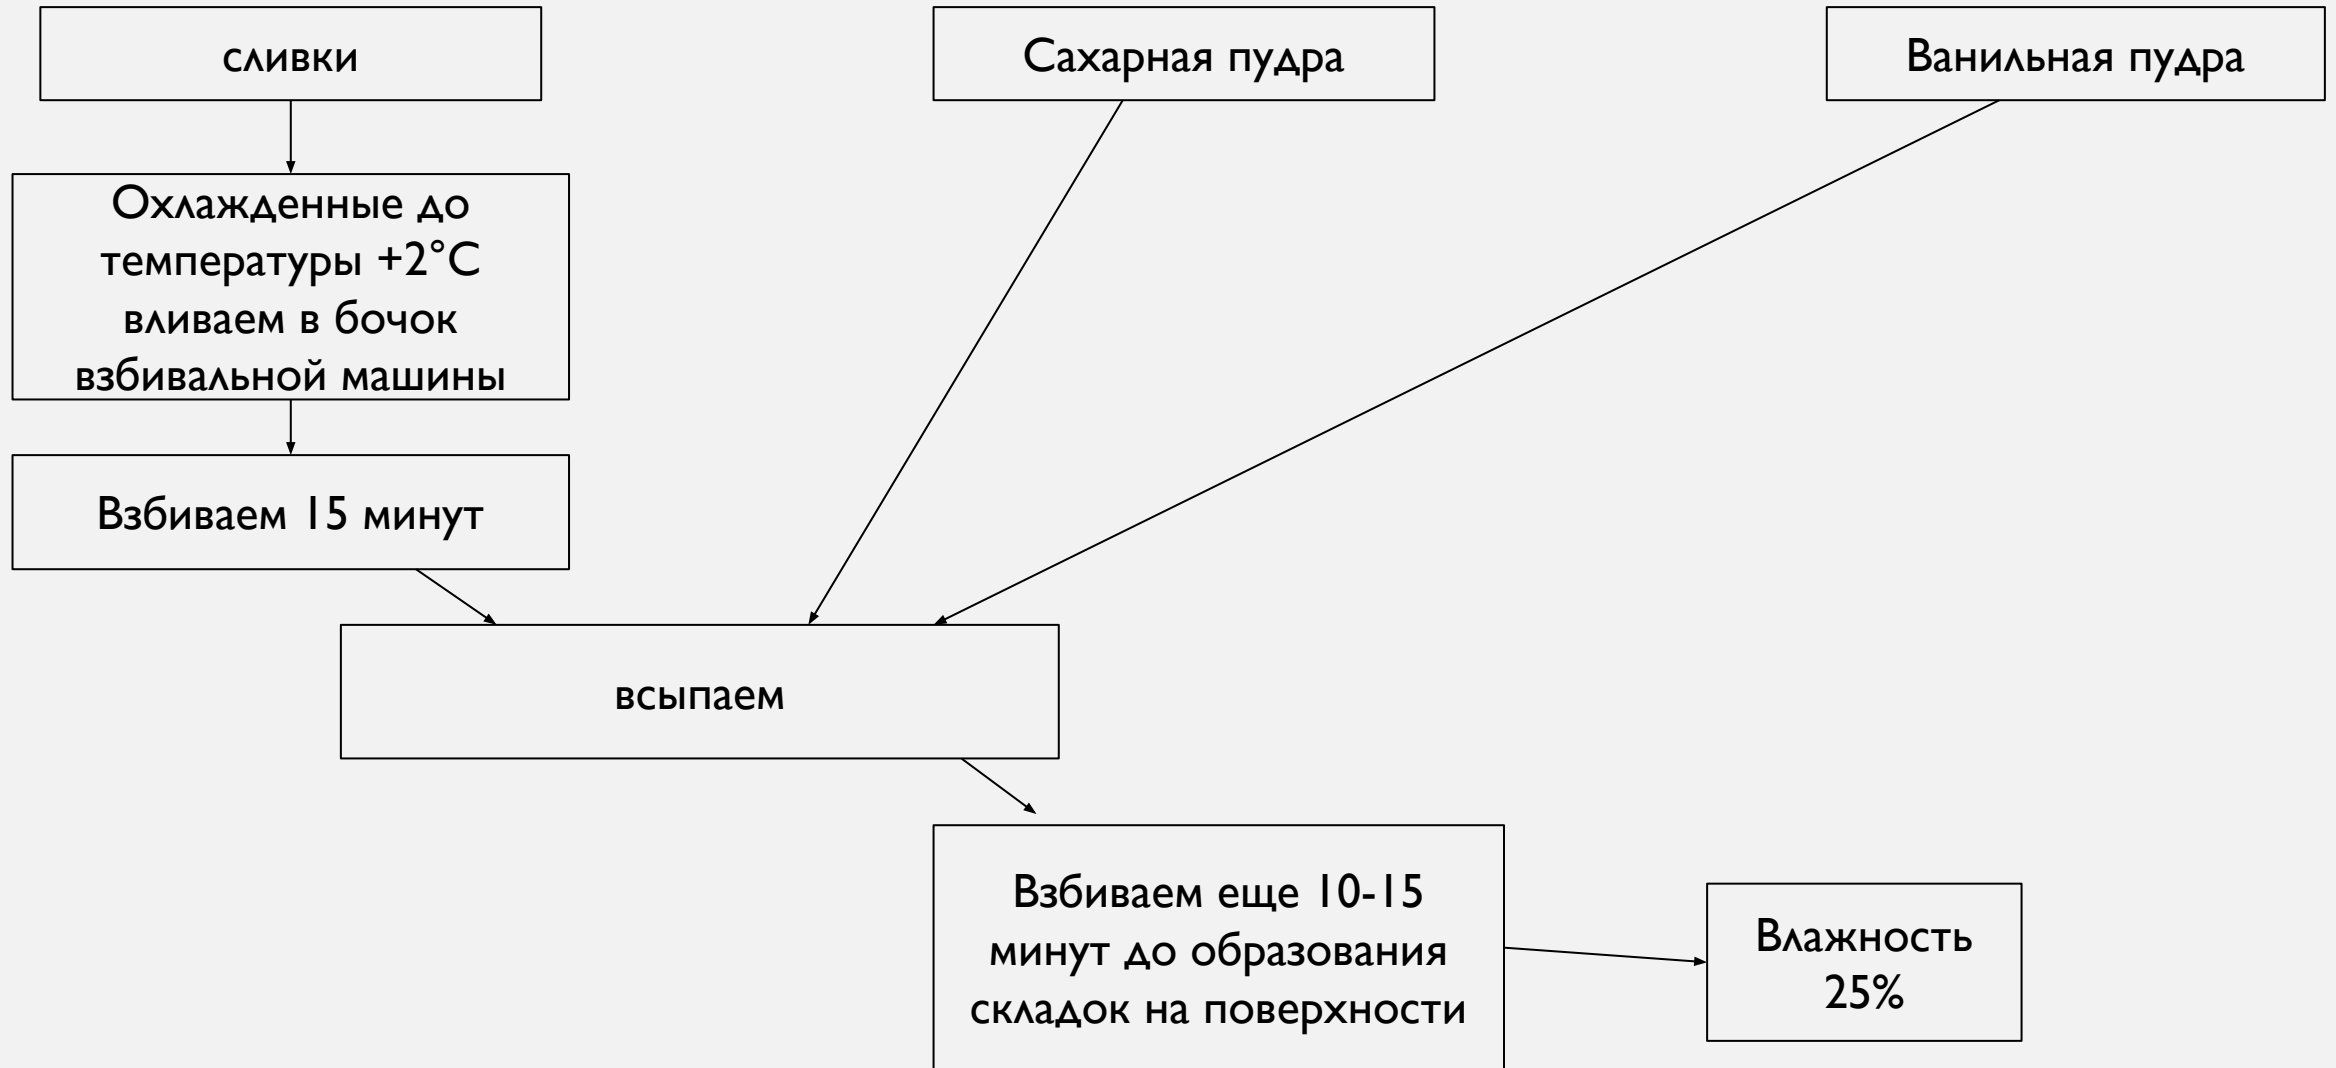 сливки
Сахарная пудра
Ванильная пудра
Охлажденные до
температуры +2°С
вливаем в бочок
взбивальной машины
Взбиваем 15 минут
всыпаем
Взбиваем еще 10-15
минут до образования
складок на поверхности
Влажность
25%